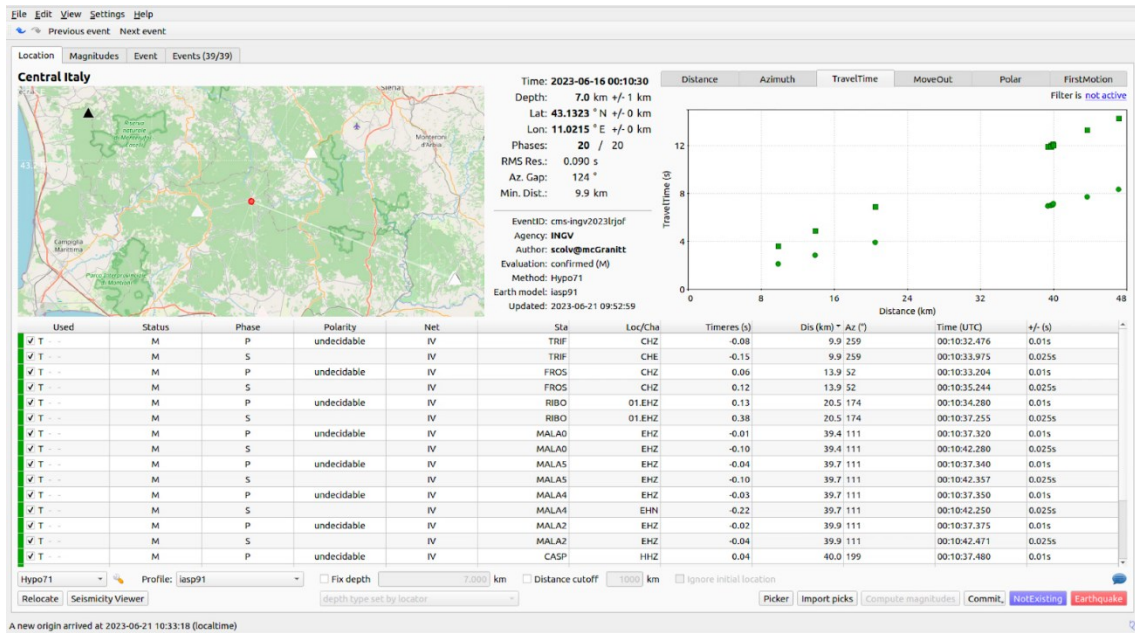 File Edit View Settings Help
Previous event Next event
Location Magnitudes Event Events (39/39)
Central Italy
Siena
Riserva
naturale
Monteroni
d'Arbia
43.
Campiglia
Marittima
Time: 2023-06-16 00:10:30
Depth: 7.0 km +/- 1 km
Lat: 43.1323 ° N +/- 0 km
Lon: 11.0215 ° E +/- 0 km
Phases: 20 / 20
RMS Res.: 0.090 s
Az. Gap: 124 °
Min. Dist.: 9.9 km
EventID: cms-ingv2023lrjof
Agency: INGV
Author: scolv@mcGranitt
Evaluation: confirmed (M)
Method: Hypo71
Earth model: iasp91
Updated: 2023-06-21 09:52:59
Distance Azimuth TravelTime MoveOut Polar FirstMotion
Filter is not active
TravelTime (s)
12
8
4
0
0 8 16 24 32 40 48
Distance (km)
Used Status Phase Polarity Net Sta Loc/Cha Timeres (s) Dis (km) Az (°) Time (UTC) +/- (s)
T - - M P undecidable IV TRIF CHZ -0.08 9.9 259 00:10:32.476 0.01s
T - - M S IV TRIF CHE -0.15 9.9 259 00:10:33.975 0.025s
T - - M P undecidable IV FROS CHZ 0.06 13.9 52 00:10:33.204 0.01s
T - - M S IV FROS CHZ 0.12 13.9 52 00:10:35.244 0.025s
T - - M P undecidable IV RIBO 01.EHZ 0.13 20.5 174 00:10:34.280 0.01s
T - - M S IV RIBO 01.EHZ 0.38 20.5 174 00:10:37.255 0.025s
T - - M P undecidable IV MALA0 EHZ -0.01 39.4 111 00:10:37.320 0.01s
T - - M S IV MALA0 EHZ -0.10 39.4 111 00:10:42.280 0.025s
T - - M P undecidable IV MALA5 EHZ -0.04 39.7 111 00:10:37.340 0.01s
T - - M S IV MALA5 EHZ -0.10 39.7 111 00:10:42.357 0.025s
T - - M P undecidable IV MALA4 EHZ -0.03 39.7 111 00:10:37.350 0.01s
T - - M S IV MALA4 EHN -0.22 39.7 111 00:10:42.250 0.025s
T - - M P undecidable IV MALA2 EHZ -0.02 39.9 111 00:10:37.375 0.01s
T - - M S IV MALA2 EHZ -0.04 39.9 111 00:10:42.471 0.025s
T - - M P undecidable IV CASP HHZ 0.04 40.0 199 00:10:37.480 0.01s
Hypo71 Profile: iasp91 Fix depth 7.000 km Distance cutoff 1000 km Ignore initial location
Relocate Seismicity Viewer depth type set by locator Picker Import picks Compute magnitudes Commit, NotExisting Earthquake
A new origin arrived at 2023-06-21 10:33:18 (localtime)